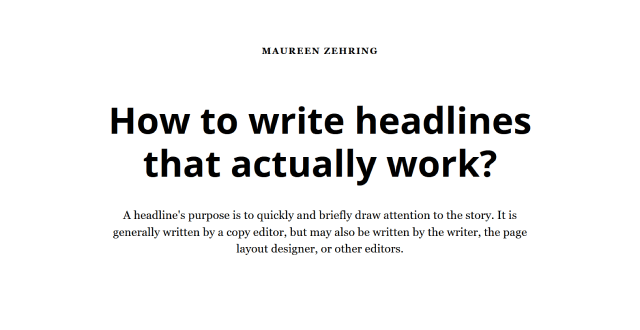 MAUREEN ZEHRING
How to write headlines
that actually work?
A headline's purpose is to quickly and briefly draw attention to the story. It is
generally written by a copy editor, but may also be written by the writer, the page
layout designer, or other editors.